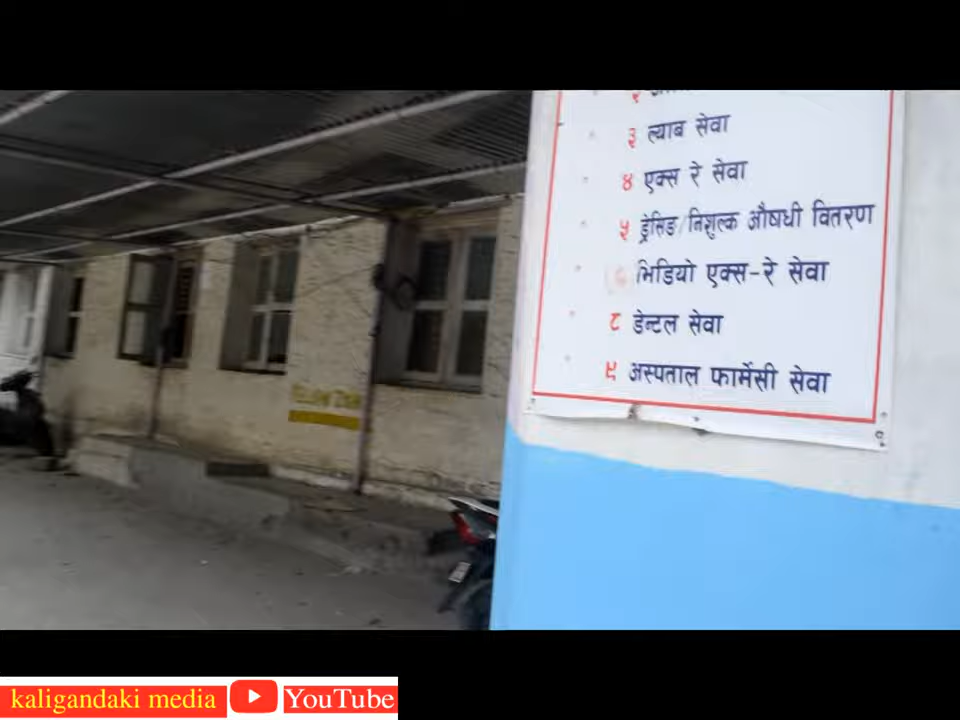 ३ ल्याब सेवा
४ एक्स रे सेवा
५ ड्रेसिङ/निशुल्क औषधी वितरण
भिडियो एक्स-रे सेवा
८ डेन्टल सेवा
९ अस्पताल फार्मेसी सेवा
kaligandaki media YouTube